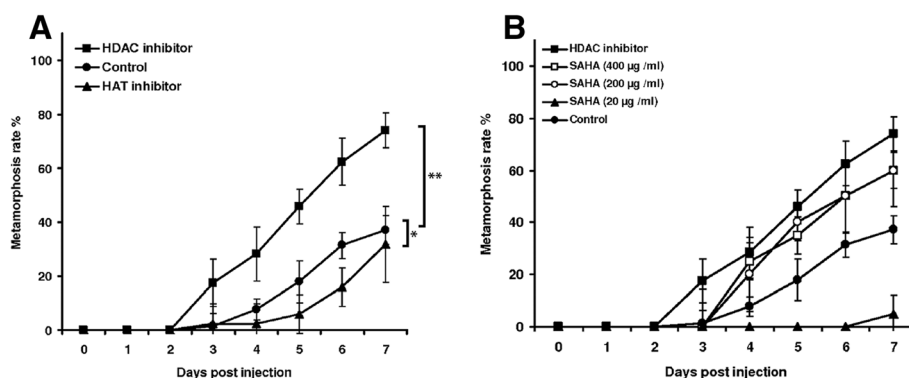 A
HDAC inhibitor
Control
HAT inhibitor
100
80
60
40
20
0
Metamorphosis rate %
**
*
0 1 2 3 4 5 6 7
Days post injection
B
HDAC inhibitor
SAHA (400 µg /ml)
SAHA (200 µg /ml)
SAHA (20 µg /ml)
Control
100
80
60
40
20
0
Metamorphosis rate %
0 1 2 3 4 5 6 7
Days post injection